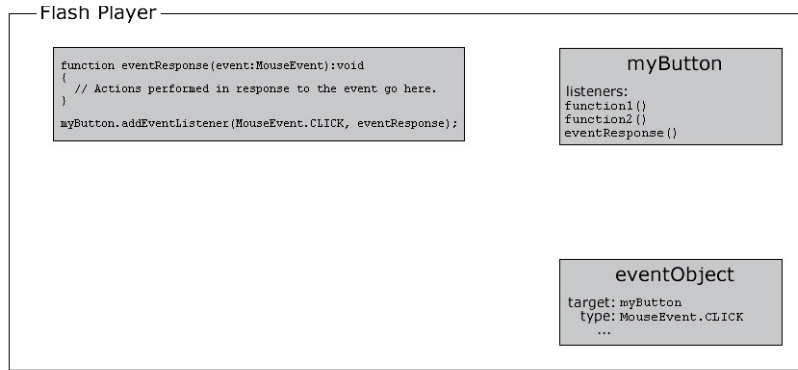 Flash Player
function eventResponse(event:MouseEvent):void
{
// Actions performed in response to the event go here.
}
myButton.addEventListener(MouseEvent.CLICK, eventResponse);
myButton
listeners:
function1()
function2()
eventResponse()
eventObject
target: myButton
type: MouseEvent.CLICK
...